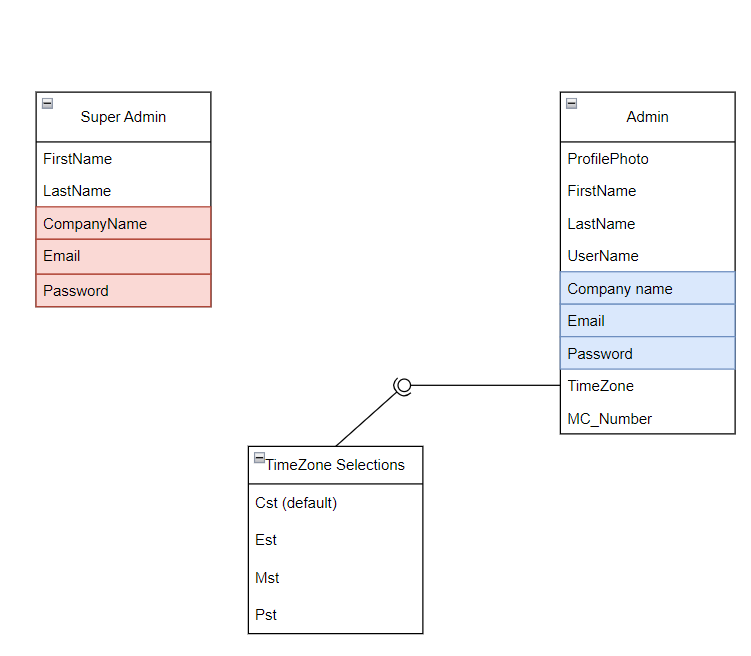 Super Admin
FirstName
LastName
CompanyName
Email
Password
Admin
ProfilePhoto
FirstName
LastName
UserName
Company name
Email
Password
TimeZone
MC_Number
TimeZone Selections
Cst (default)
Est
Mst
Pst